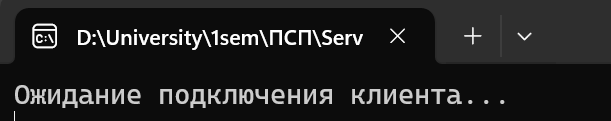 D:\University\1sem\ПСП\Serv
Ожидание подключения клиента...